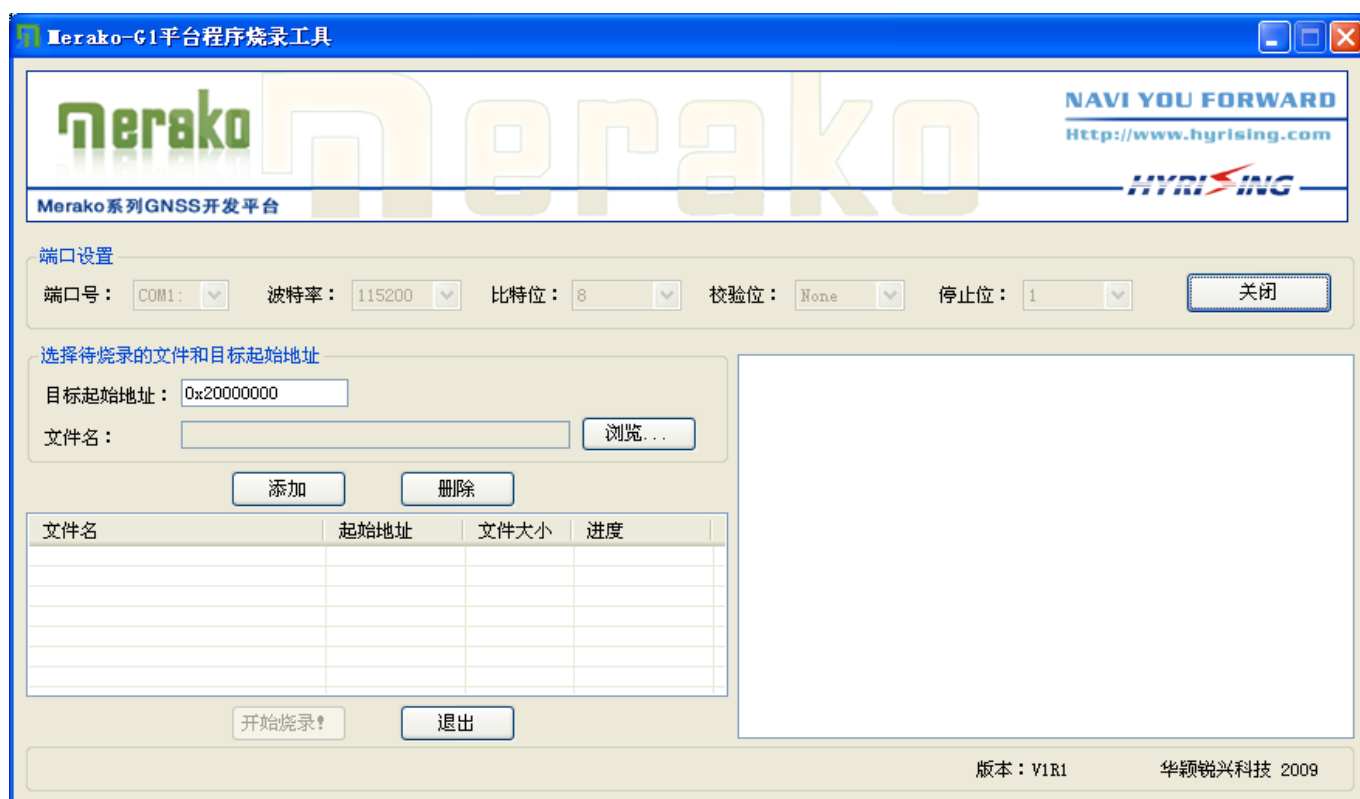 Merako-G1平台程序烧录工具
merako
merako
NAVI YOU FORWARD
Http://www.hyrising.com
HYRISING
Merako系列GNSS开发平台
端口设置
端口号： COM1: 波特率： 115200 比特位： 8 校验位： None 停止位： 1 关闭
选择待烧录的文件和目标起始地址
目标起始地址： 0x20000000
文件名： 浏览...
添加 删除
文件名 起始地址 文件大小 进度
开始烧录! 退出
版本：V1R1 华颖锐兴科技 2009